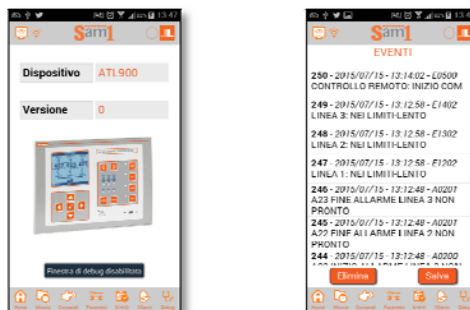 13:47
Sam1
Dispositivo ATL900
Versione 0
Finestra di debug disabilitata
Sam1
EVENTI
250 - 2015/07/15 - 13:14:02 - E0500
CONTROLLO REMOTO: INIZIO COM
249 - 2015/07/15 - 13:12:58 - E1402
LINEA 3: NEI LIMITI-LENTO
248 - 2015/07/15 - 13:12:58 - E1302
LINEA 2: NEI LIMITI-LENTO
247 - 2015/07/15 - 13:12:58 - E1202
LINEA 1: NEI LIMITI-LENTO
246 - 2015/07/15 - 13:12:48 - A0201
A23 FINE ALLARME LINEA 3 NON
PRONTO
245 - 2015/07/15 - 13:12:48 - A0201
A22 FINE ALLARME LINEA 2 NON
PRONTO
244 - 2015/07/15 - 13:12:48 - A0200
Elimina Salva